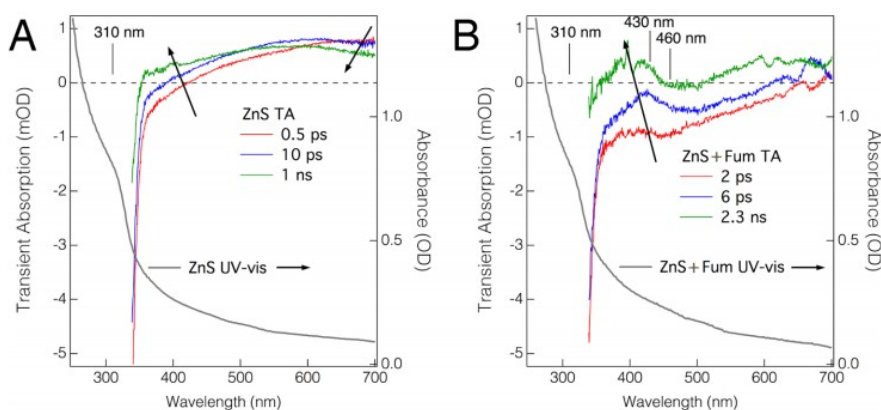 A
310 nm
ZnS TA
0.5 ps
10 ps
1 ns
ZnS UV-vis
Transient Absorption (mOD)
1
0
-1
-2
-3
-4
-5
Absorbance (OD)
1.0
0.5
0.0
300 400 500 600 700
Wavelength (nm)
B
310 nm
430 nm
460 nm
ZnS+Fum TA
2 ps
6 ps
2.3 ns
ZnS+Fum UV-vis
Transient Absorption (mOD)
1
0
-1
-2
-3
-4
-5
Absorbance (OD)
1.0
0.5
0.0
300 400 500 600 700
Wavelength (nm)